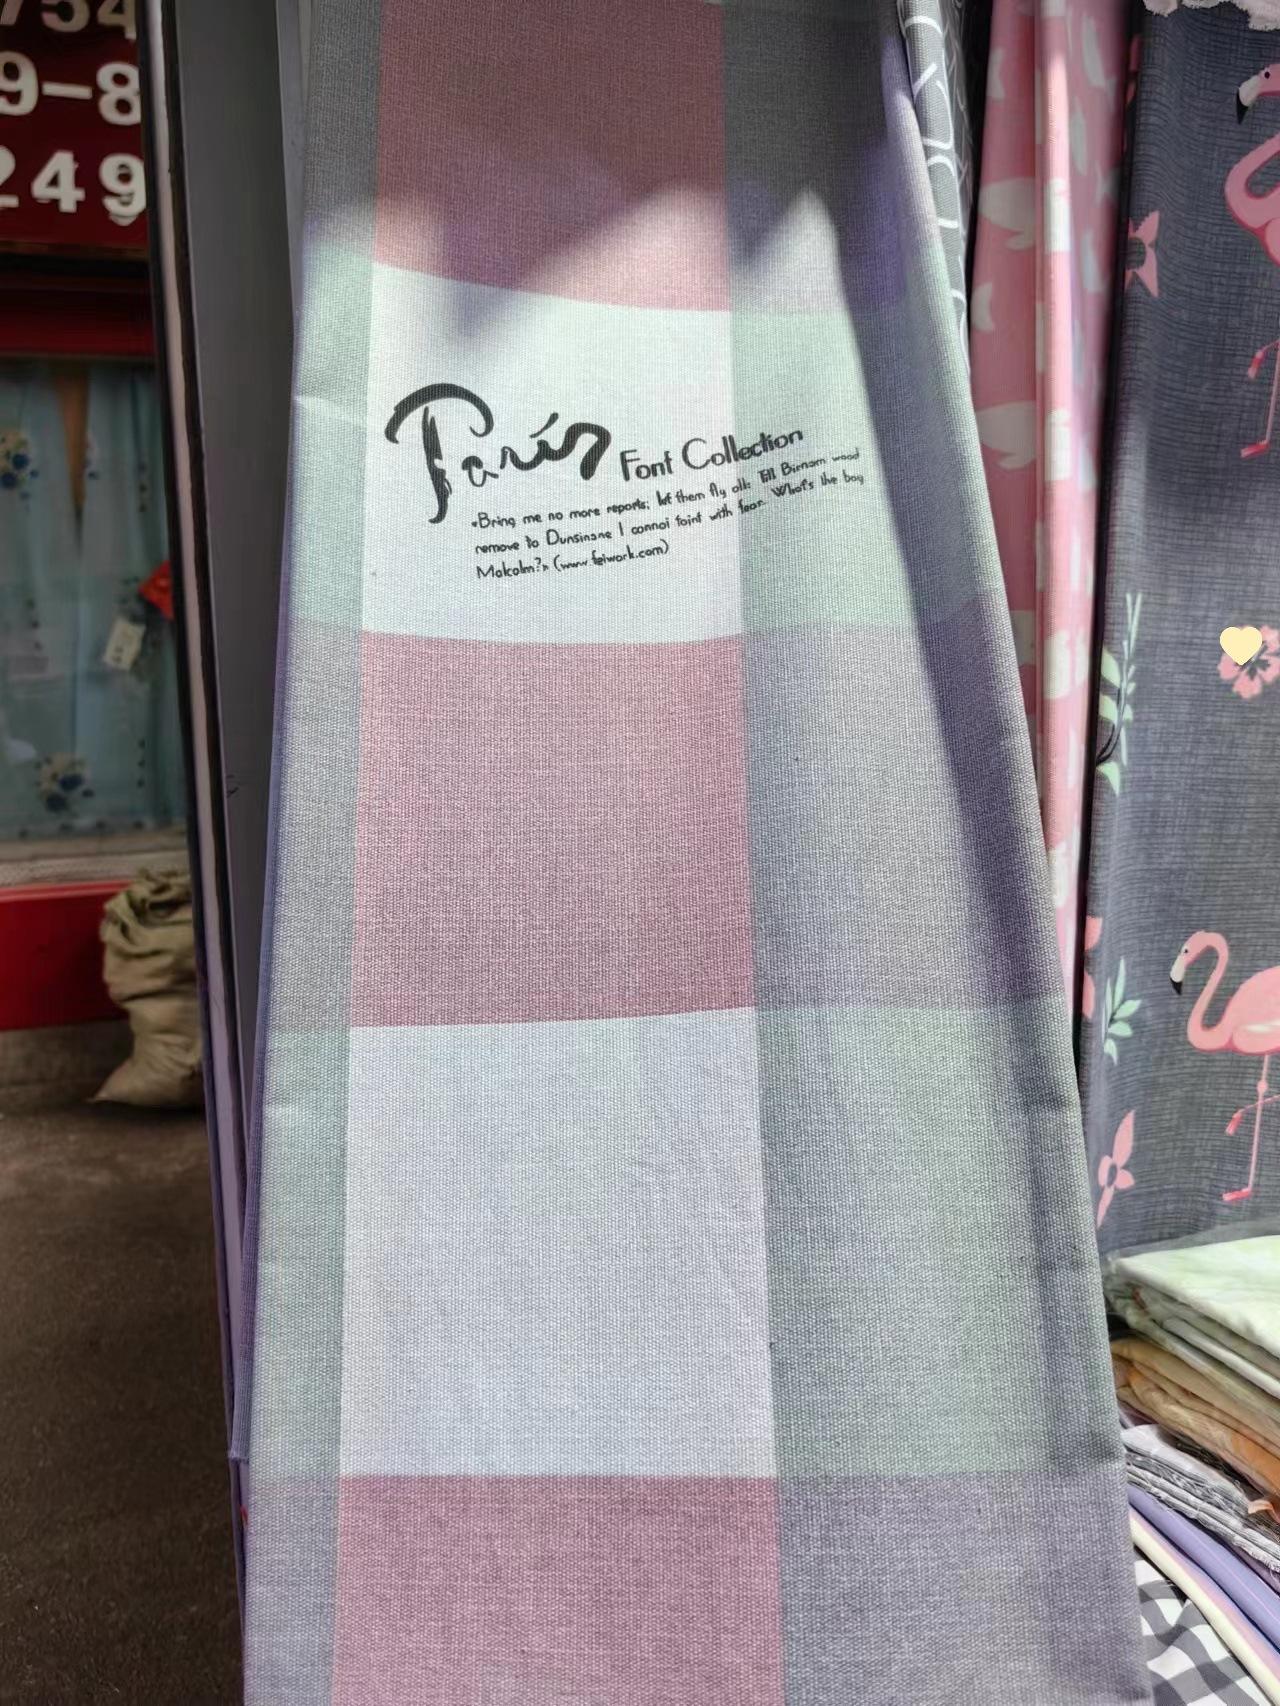 754
9-8
249
Paris Font Collection
«Bring me no more reports; let them fly all: Till Birnam wood
remove to Dunsinane I cannot taint with fear. What's the boy
Malcolm?» (www.feiwork.com)